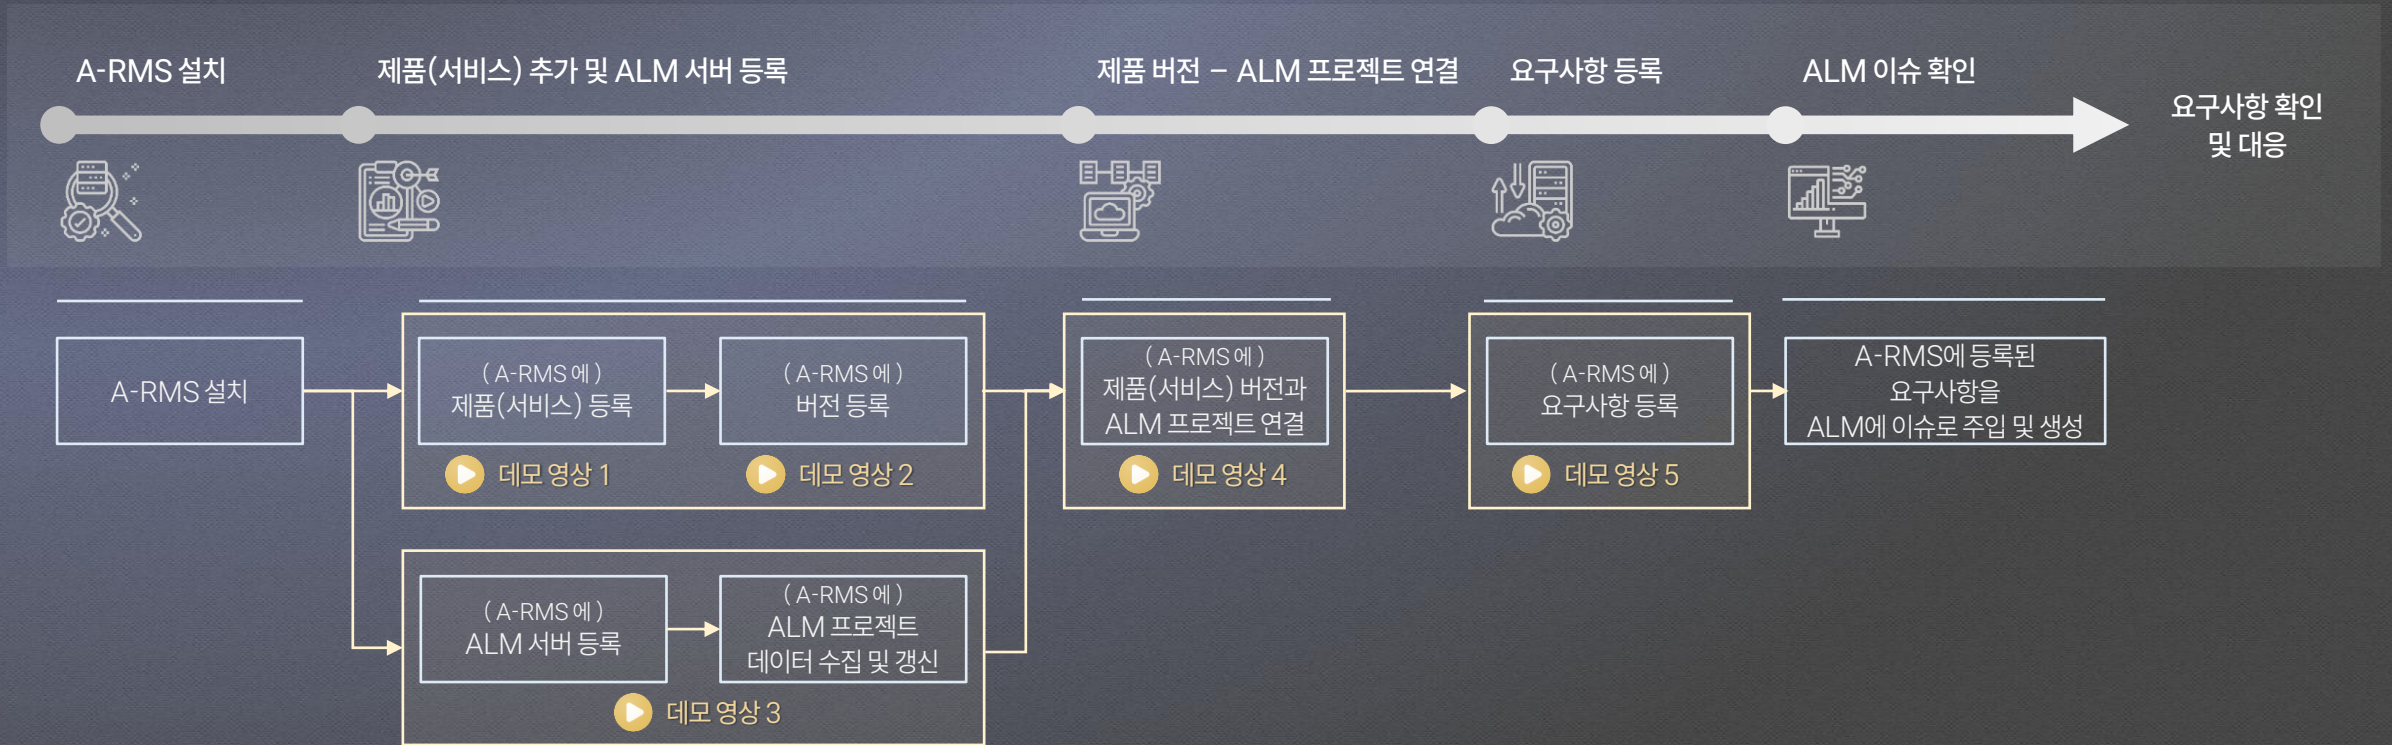 A-RMS 설치
제품(서비스) 추가 및 ALM 서버 등록
제품 버전 – ALM 프로젝트 연결
요구사항 등록
ALM 이슈 확인
요구사항 확인
및 대응
A-RMS 설치
( A-RMS 에 )
제품(서비스) 등록
데모 영상 1
( A-RMS 에 )
버전 등록
데모 영상 2
( A-RMS 에 )
ALM 서버 등록
( A-RMS 에 )
ALM 프로젝트
데이터 수집 및 갱신
데모 영상 3
( A-RMS 에 )
제품(서비스) 버전과
ALM 프로젝트 연결
데모 영상 4
( A-RMS 에 )
요구사항 등록
데모 영상 5
A-RMS에 등록된
요구사항을
ALM에 이슈로 주입 및 생성